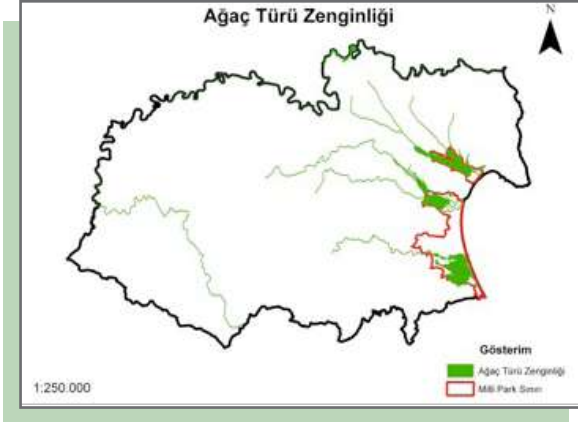 Ağaç Türü Zenginliği
N
Gösterim
Ağaç Türü Zenginliği
Milli Park Sınırı
1:250.000